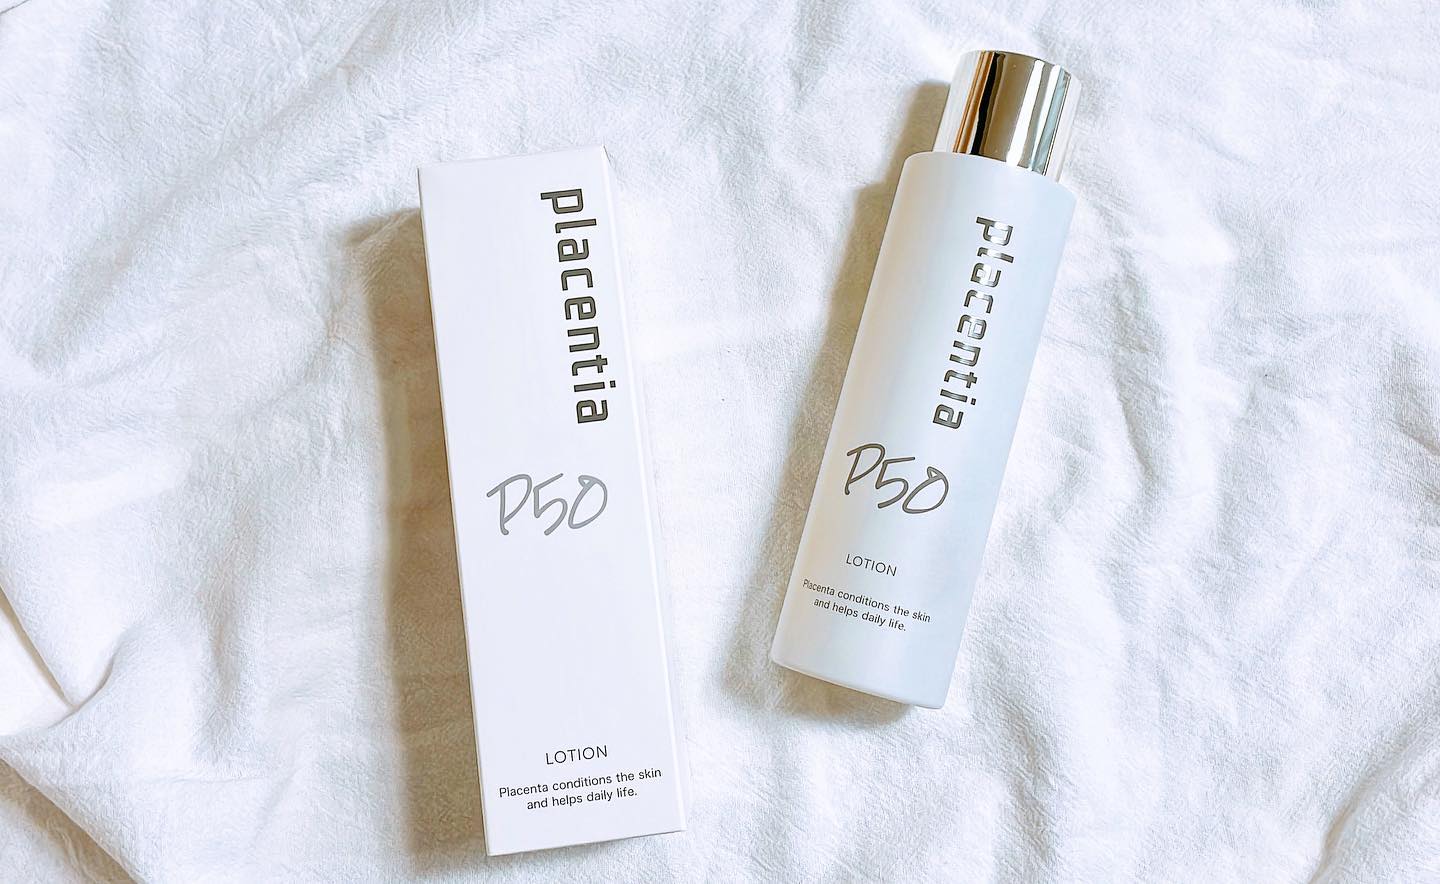 placentia
P50
LOTION
Placenta conditions the skin
and helps daily life.
placentia
P50
LOTION
Placenta conditions the skin
and helps daily life.